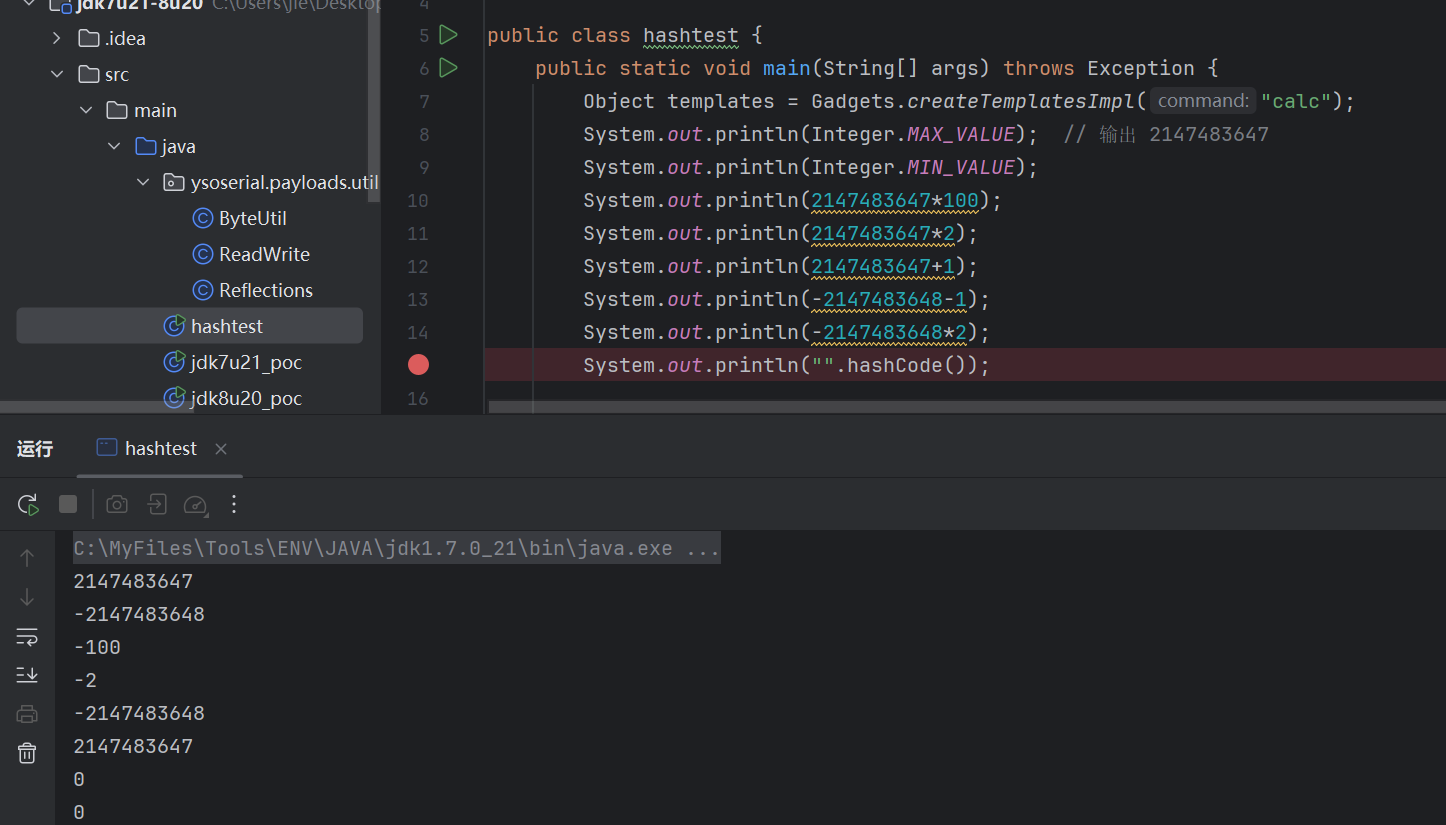 jdk7u21-8u20 C:\Users\jie\Desktop
.idea
src
main
java
ysoserial.payloads.util
ByteUtil
ReadWrite
Reflections
hashtest
jdk7u21_poc
jdk8u20_poc
4
5 public class hashtest {
6 public static void main(String[] args) throws Exception {
7 Object templates = Gadgets.createTemplatesImpl( command: "calc");
8 System.out.println(Integer.MAX_VALUE); // 输出 2147483647
9 System.out.println(Integer.MIN_VALUE);
10 System.out.println(2147483647*100);
11 System.out.println(2147483647*2);
12 System.out.println(2147483647+1);
13 System.out.println(-2147483648-1);
14 System.out.println(-2147483648*2);
System.out.println("".hashCode());
16
运行 hashtest
C:\MyFiles\Tools\ENV\JAVA\jdk1.7.0_21\bin\java.exe ...
2147483647
-2147483648
-100
-2
-2147483648
2147483647
0
0